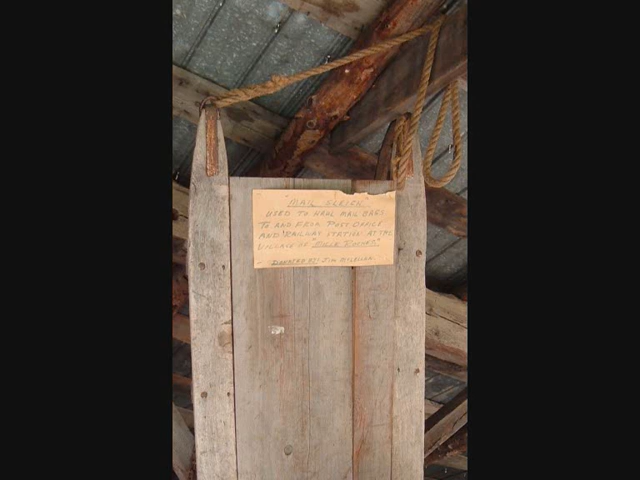 "MAIL SLEIGH"
USED TO HAUL MAIL BAGS
TO AND FROM POST OFFICE
AND RAILWAY STATION AT THE
VILLAGE OF
DONATED BY: JIM